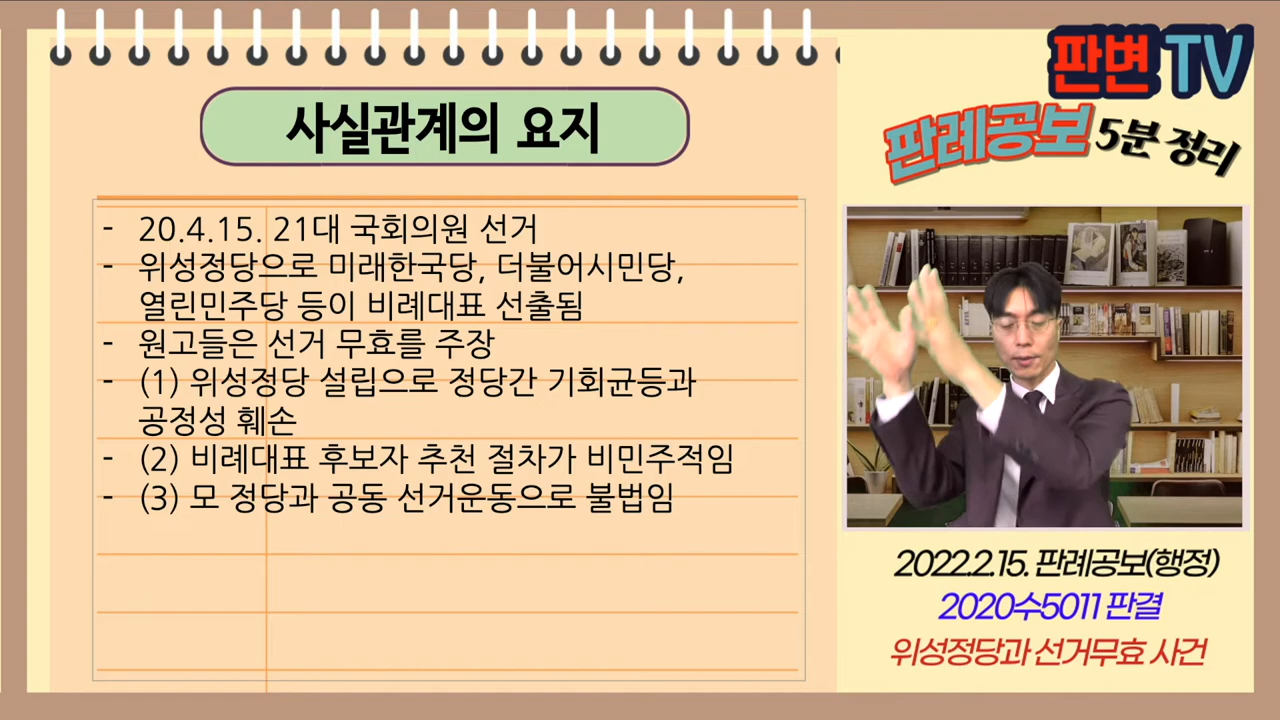 사실관계의 요지
- 20.4.15. 21대 국회의원 선거
- 위성정당으로 미래한국당, 더불어시민당,
열린민주당 등이 비례대표 선출됨
- 원고들은 선거 무효를 주장
- (1) 위성정당 설립으로 정당간 기회균등과
공정성 훼손
- (2) 비례대표 후보자 추천 절차가 비민주적임
- (3) 모 정당과 공동 선거운동으로 불법임
판변 TV
판례공보 5분 정리
2022.2.15. 판례공보(행정)
2020수5011 판결
위성정당과 선거무효 사건